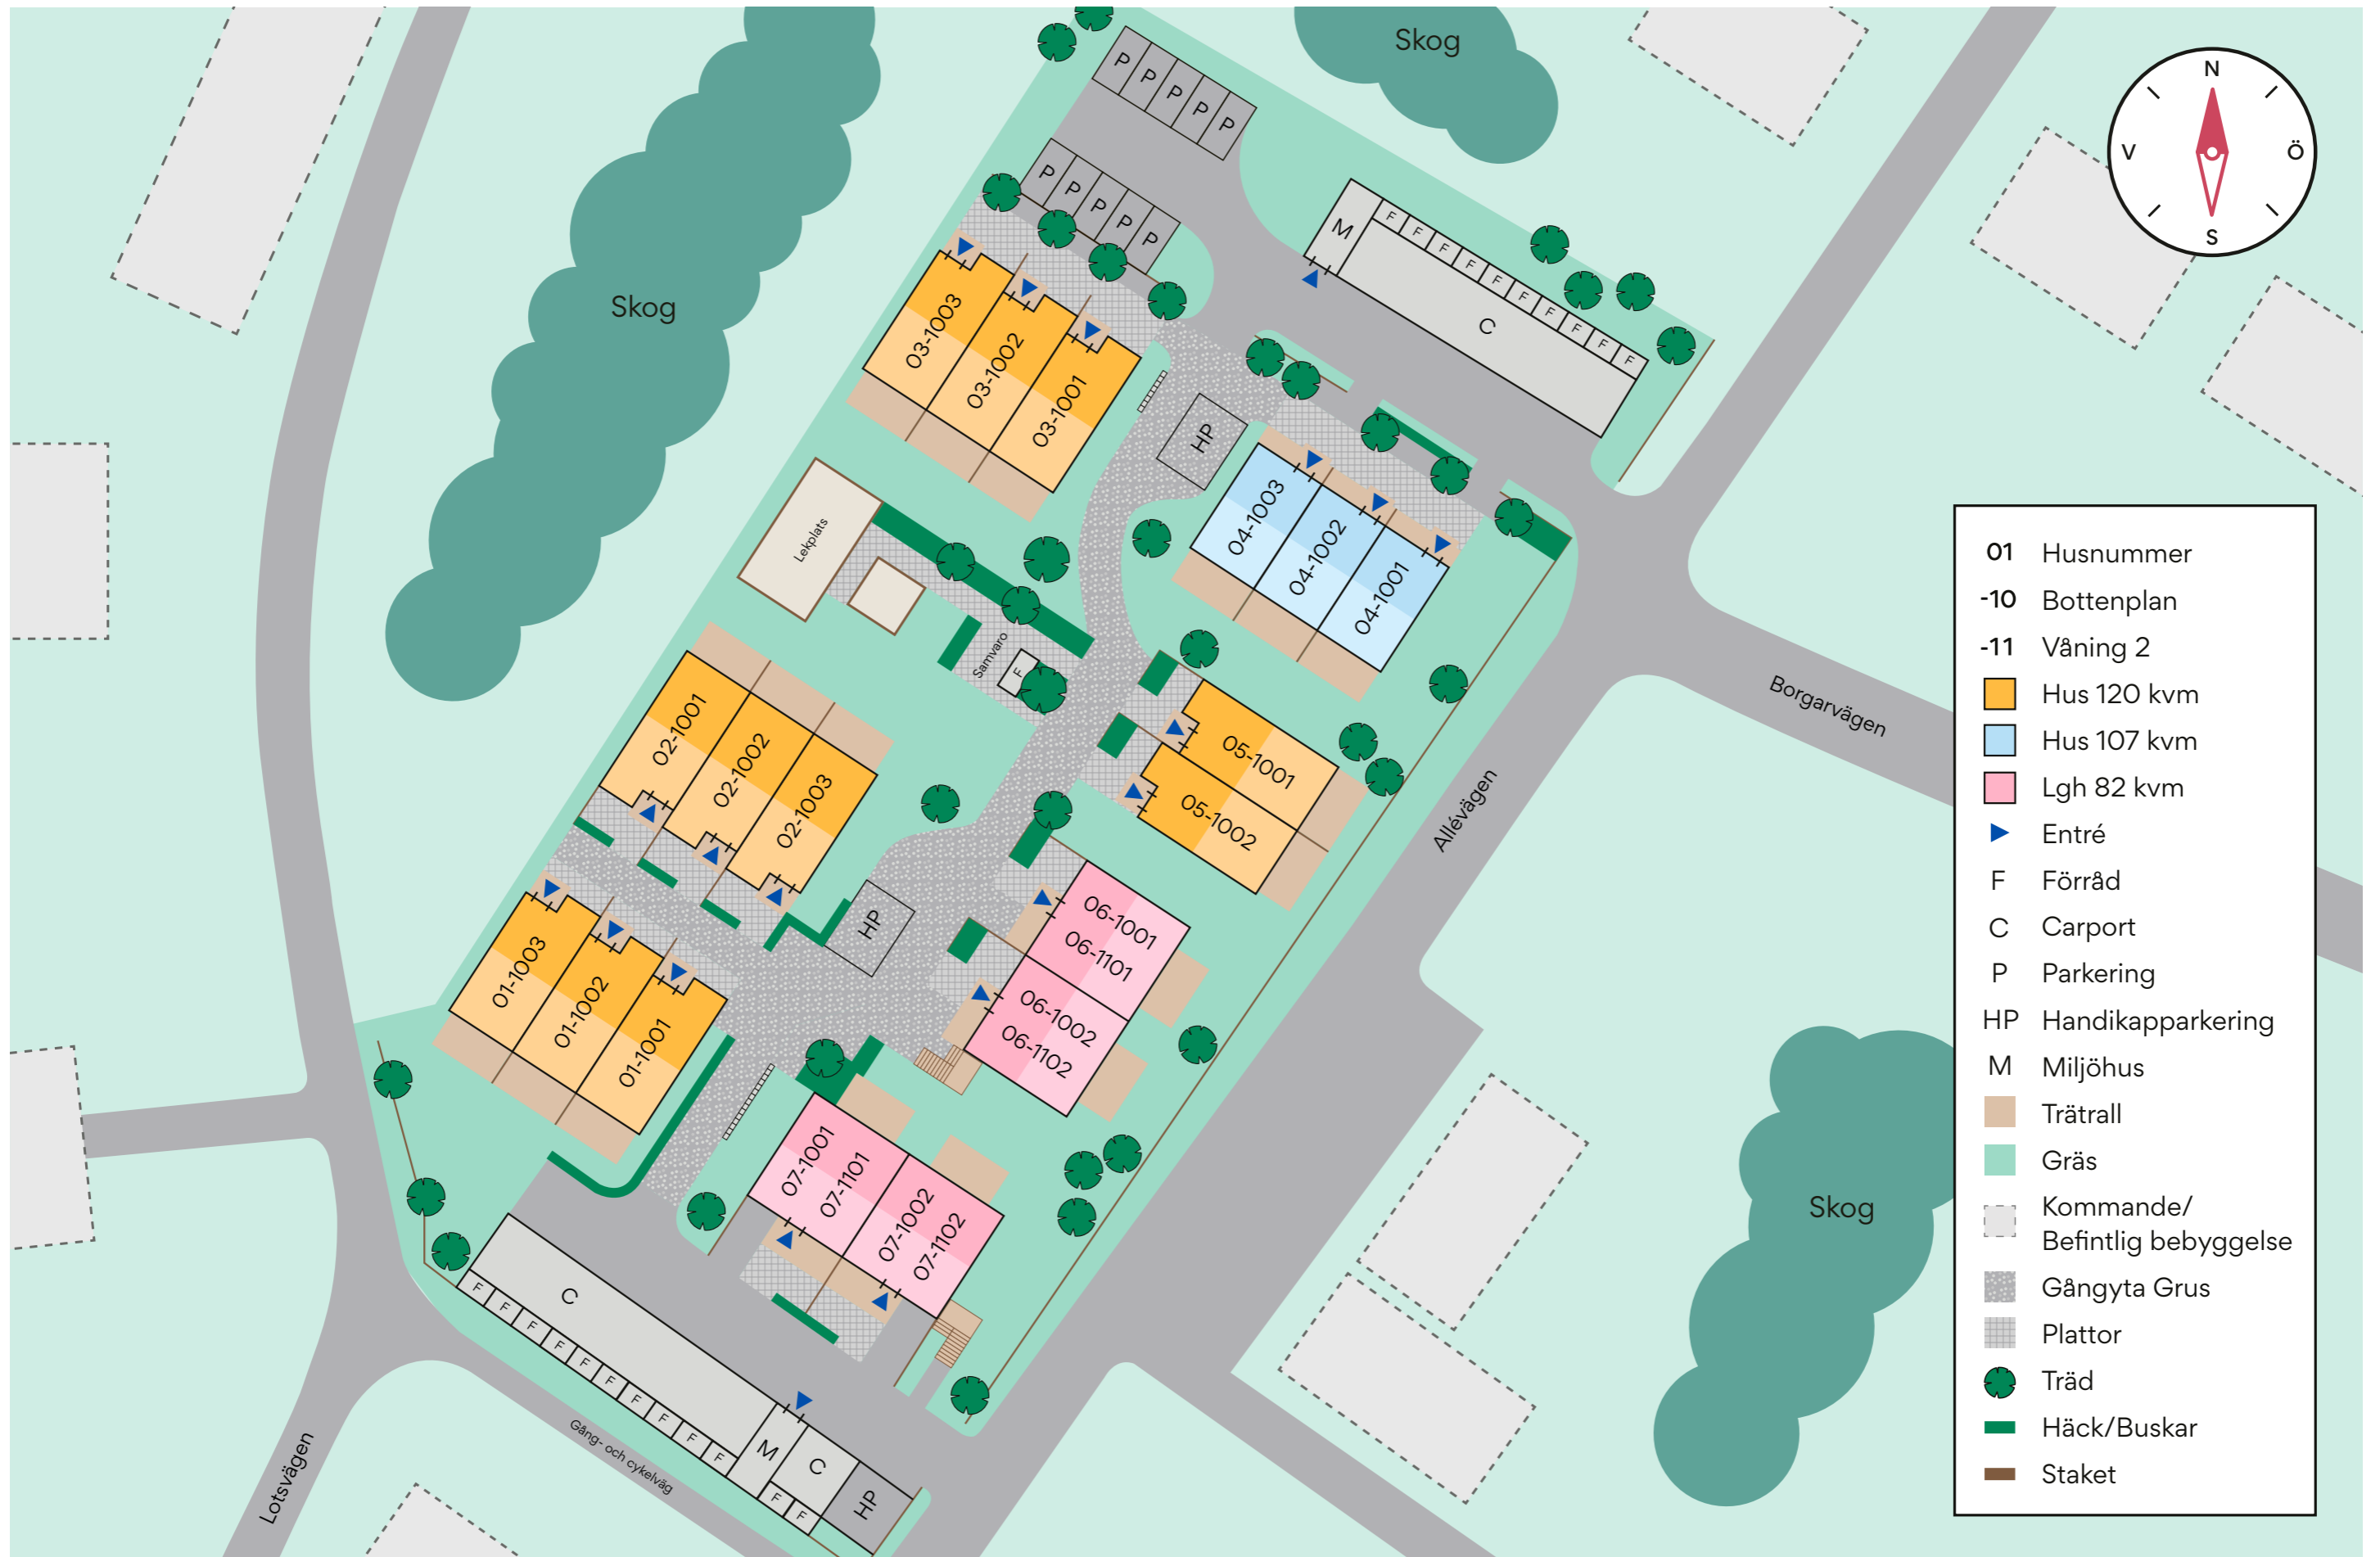 Skog
N
V
Ö
S
P
P
P
P
P
P
P
P
P
P
M
F
F
F
F
F
F
F
F
F
F
C
Skog
03-1003
03-1002
03-1001
HP
04-1003
04-1002
04-1001
Lekplats
Samvaro
F
02-1001
02-1002
02-1003
05-1001
05-1002
Borgarvägen
Allévägen
HP
06-1001
06-1101
06-1002
06-1102
01-1003
01-1002
01-1001
07-1001
07-1101
07-1002
07-1102
Skog
C
F
F
F
F
F
F
F
F
F
F
M
C
HP
F
F
Gång- och cykelväg
Lotsvägen
01 Husnummer
-10 Bottenplan
-11 Våning 2
Hus 120 kvm
Hus 107 kvm
Lgh 82 kvm
Entré
F Förråd
C Carport
P Parkering
HP Handikapparkering
M Miljöhus
Trätrall
Gräs
Kommande/
Befintlig bebyggelse
Gångyta Grus
Plattor
Träd
Häck/Buskar
Staket